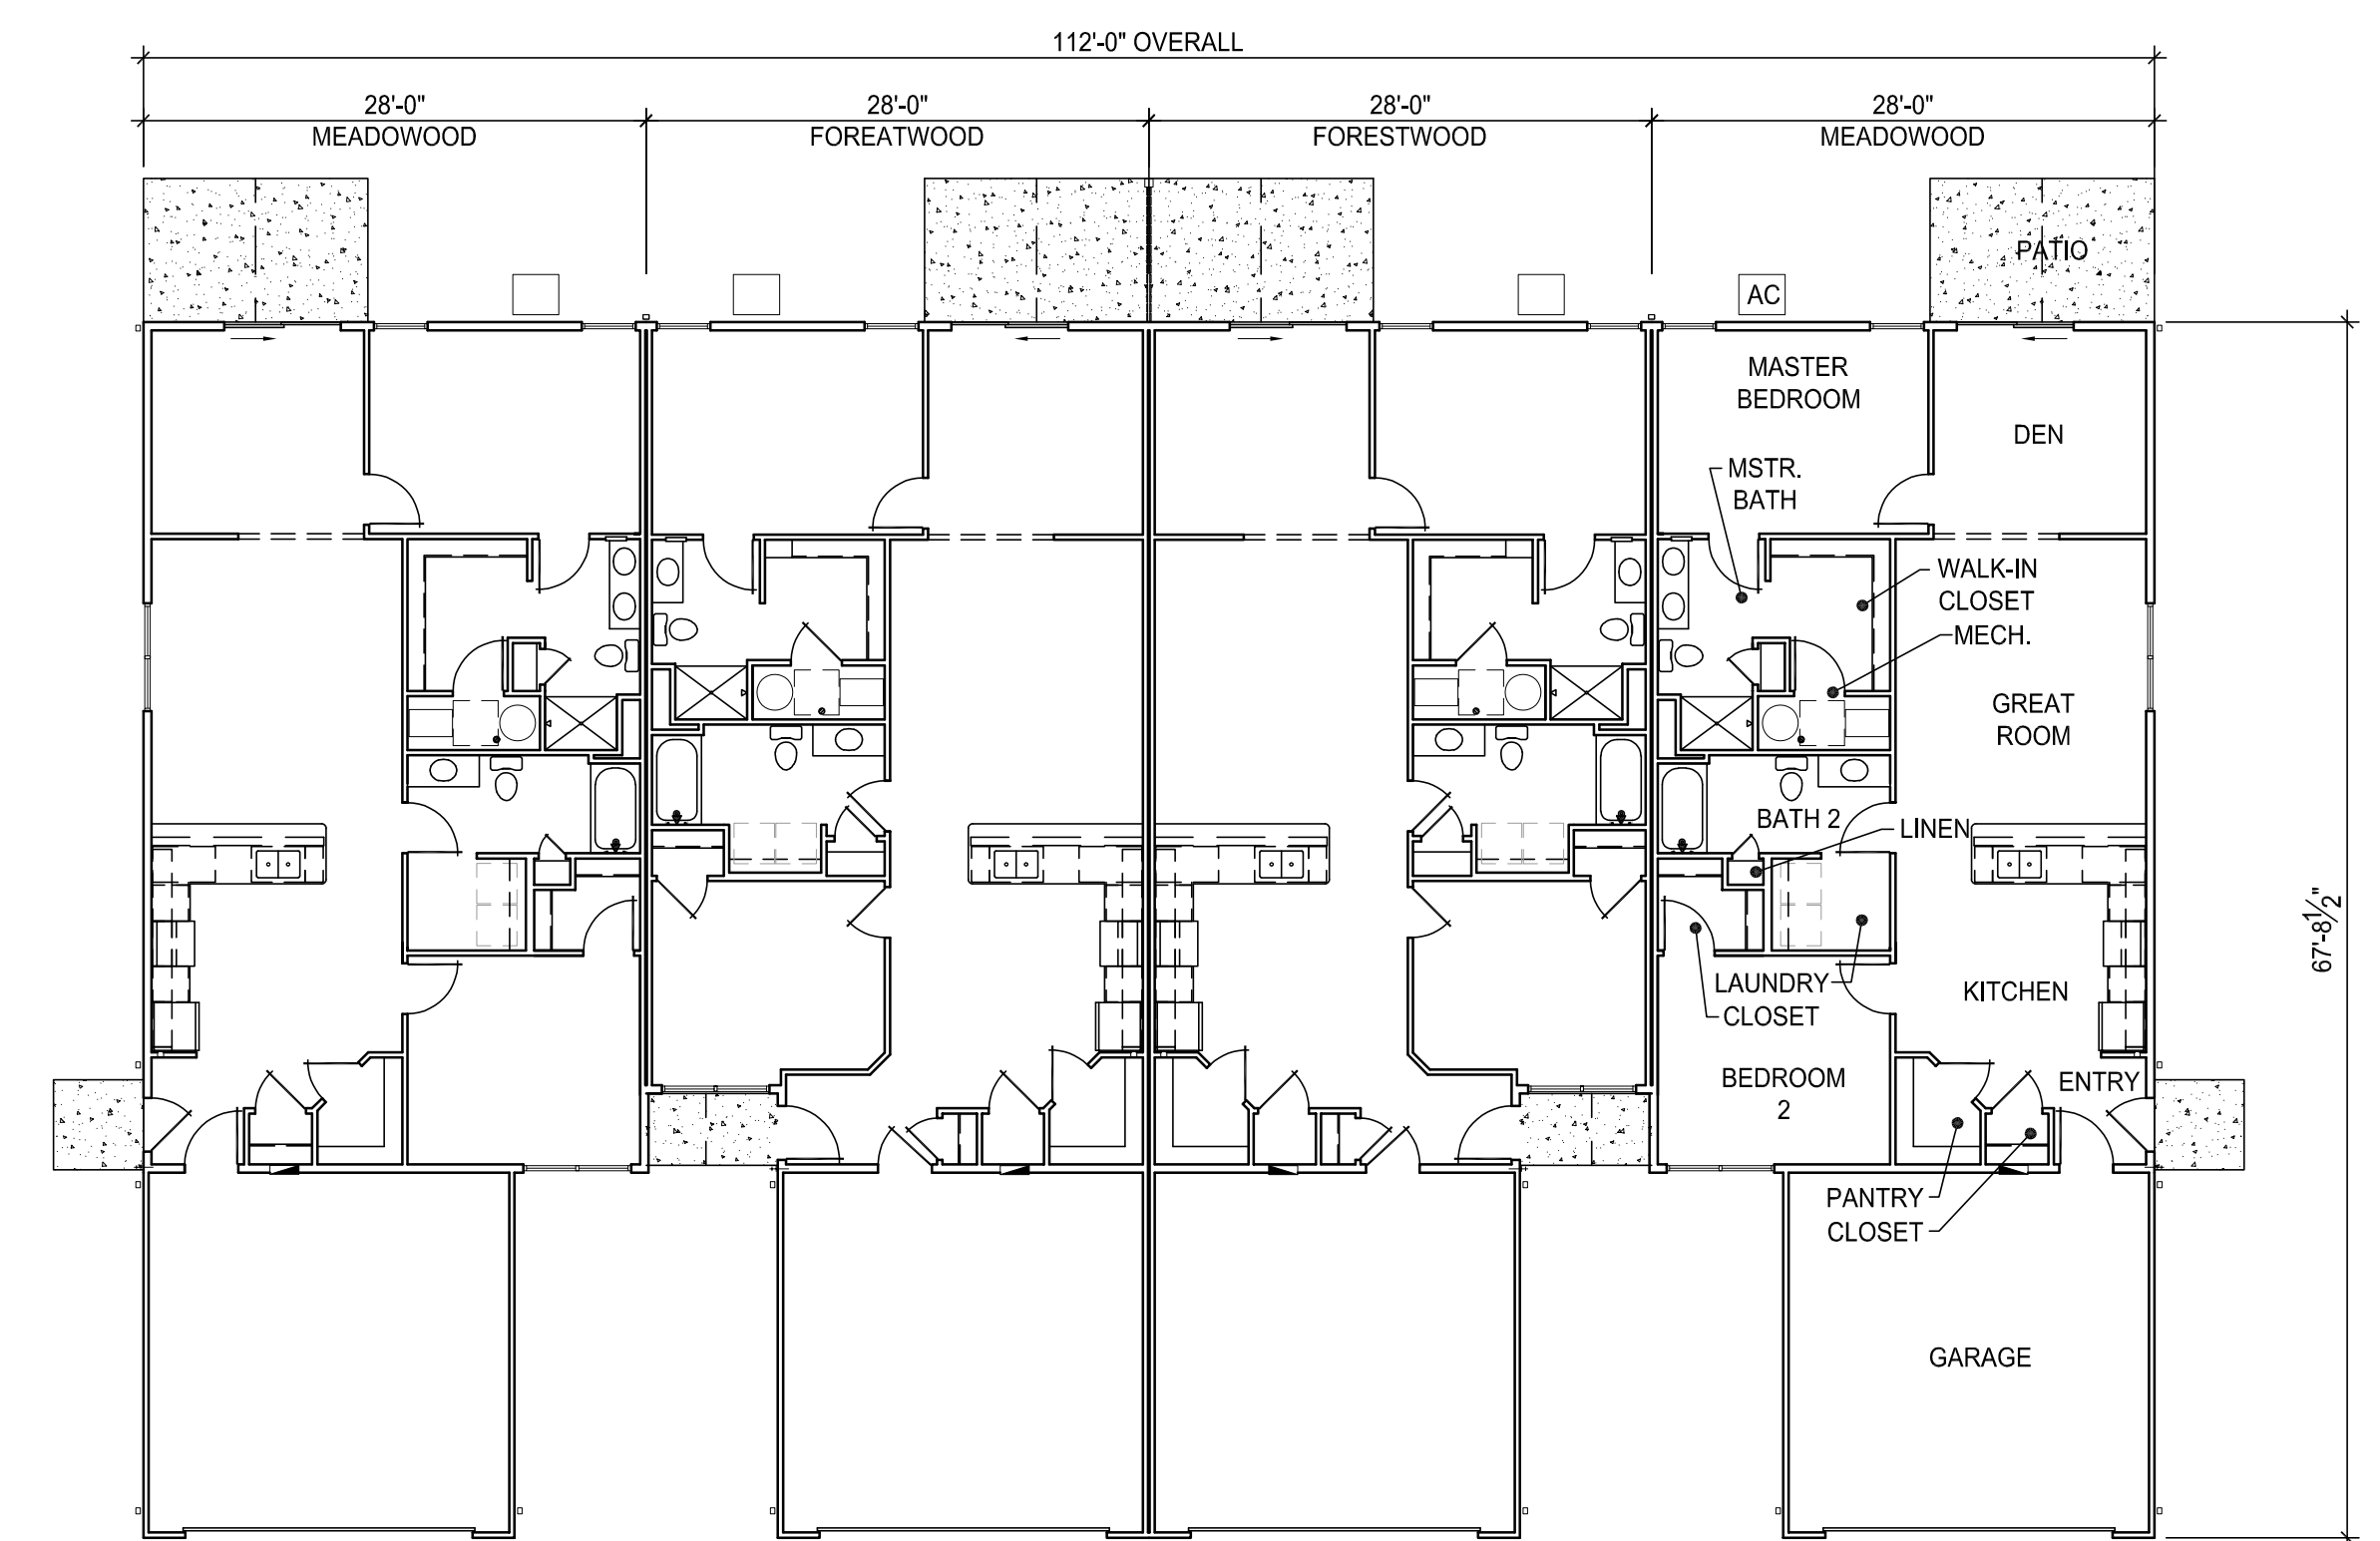 112'-0" OVERALL
28'-0"
MEADOWOOD
28'-0"
FOREATWOOD
28'-0"
FORESTWOOD
28'-0"
MEADOWOOD
PATIO
AC
MASTER
BEDROOM
DEN
MSTR.
BATH
WALK-IN
CLOSET
MECH.
GREAT
ROOM
BATH 2
LINEN
67'-8½"
LAUNDRY
CLOSET
KITCHEN
BEDROOM
2
ENTRY
PANTRY
CLOSET
GARAGE